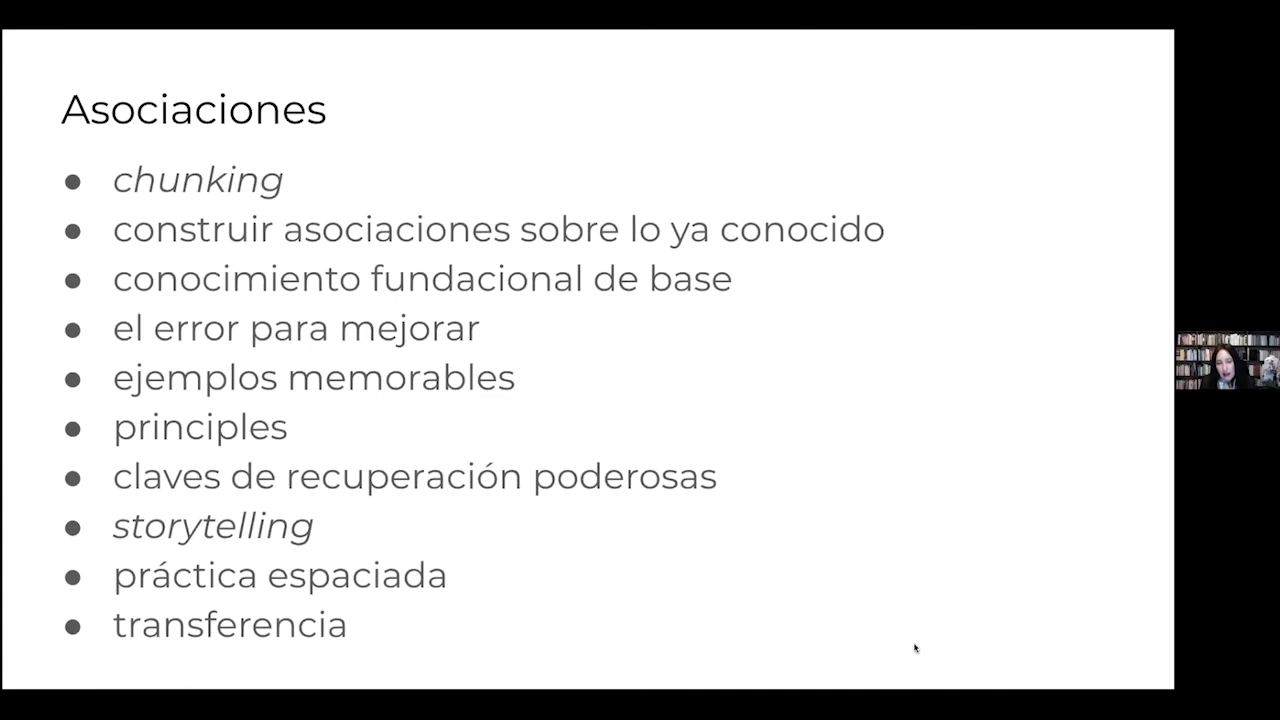 Asociaciones
● chunking
● construir asociaciones sobre lo ya conocido
● conocimiento fundacional de base
● el error para mejorar
● ejemplos memorables
● principles
● claves de recuperación poderosas
● storytelling
● práctica espaciada
● transferencia